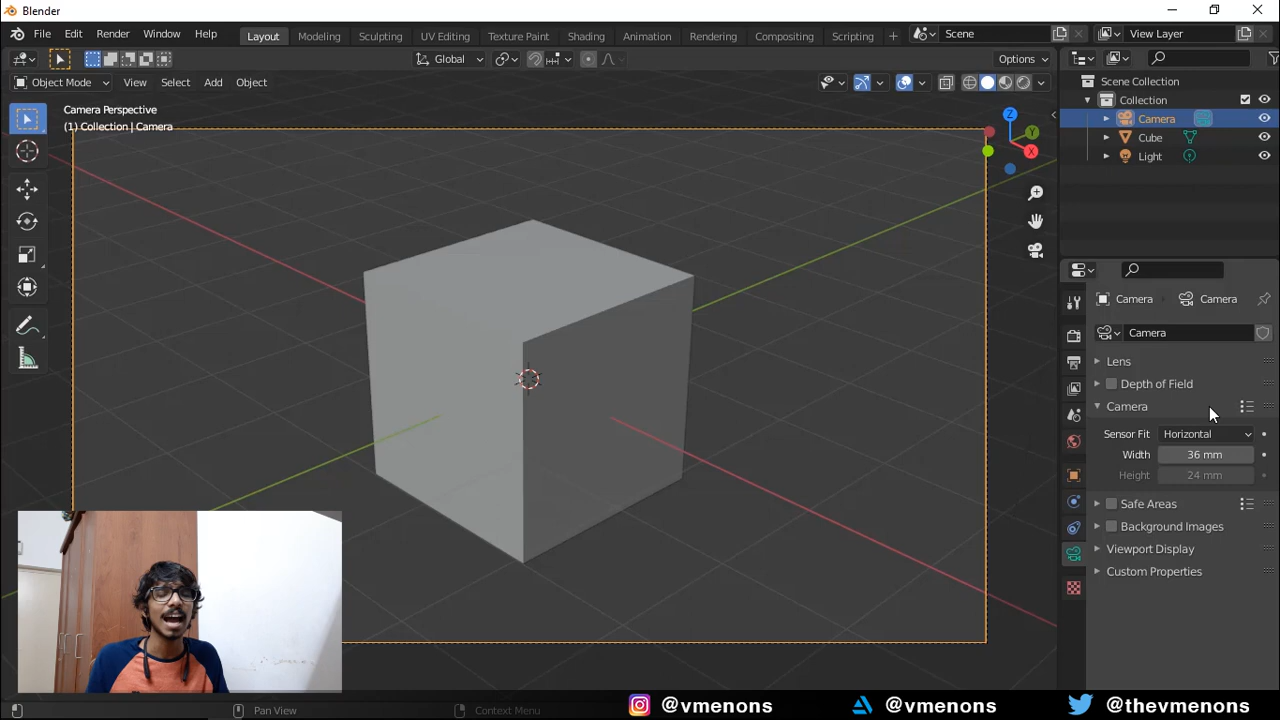 Blender
File Edit Render Window Help Layout Modeling Sculpting UV Editing Texture Paint Shading Animation Rendering Compositing Scripting Scene View Layer
Global Options
Object Mode View Select Add Object
Camera Perspective
(1) Collection | Camera
Z
Y
X
Scene Collection
Collection
Camera
Cube
Light
Camera Camera
Camera
Lens
Depth of Field
Camera
Sensor Fit Horizontal
Width 36 mm
Height 24 mm
Safe Areas
Background Images
Viewport Display
Custom Properties
Pan View Context Menu
@vmenons @vmenons @thevmenons